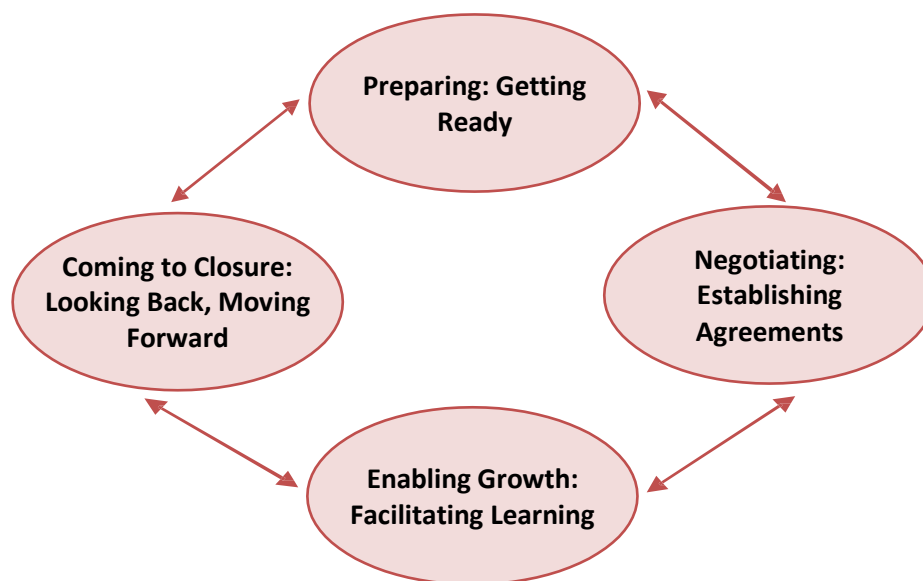 Preparing: Getting
Ready
Negotiating:
Establishing
Agreements
Enabling Growth:
Facilitating Learning
Coming to Closure:
Looking Back, Moving
Forward